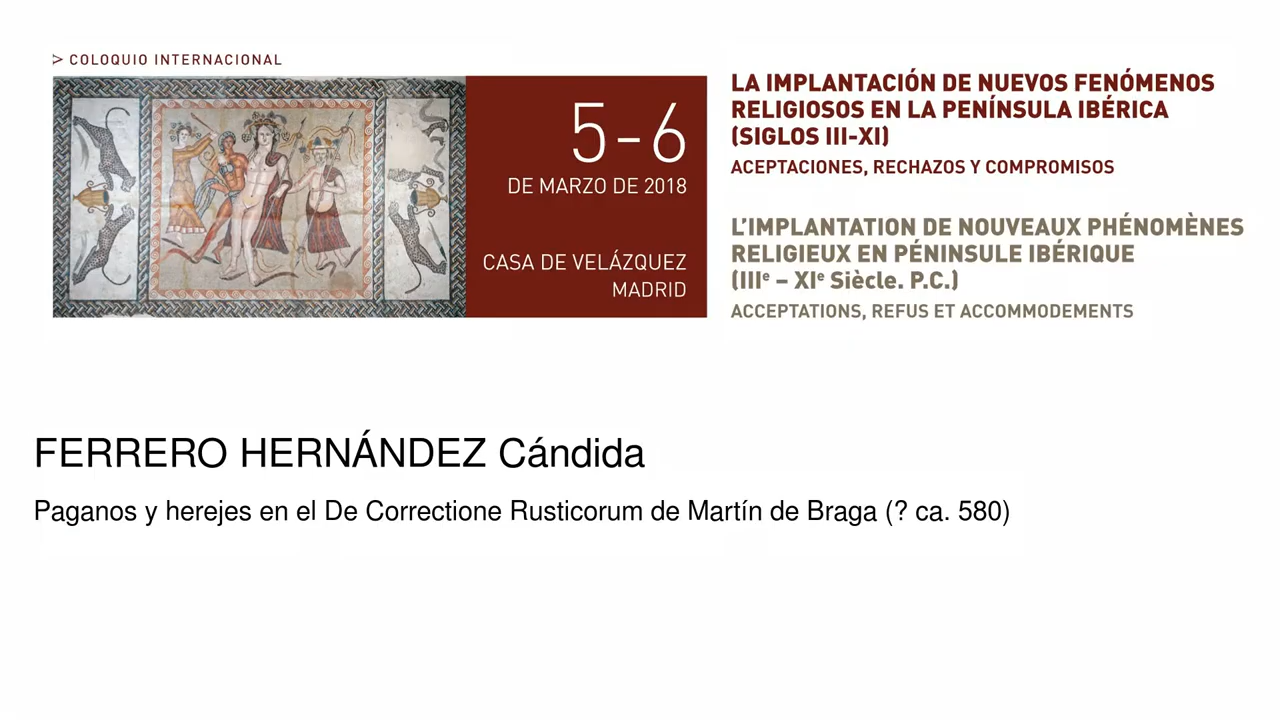 > COLOQUIO INTERNACIONAL
5-6
DE MARZO DE 2018
CASA DE VELÁZQUEZ
MADRID
LA IMPLANTACIÓN DE NUEVOS FENÓMENOS
RELIGIOSOS EN LA PENÍNSULA IBÉRICA
(SIGLOS III-XI)
ACEPTACIONES, RECHAZOS Y COMPROMISOS
L'IMPLANTATION DE NOUVEAUX PHÉNOMÈNES
RELIGIEUX EN PÉNINSULE IBÉRIQUE
(IIIᵉ – XIᵉ Siècle. P.C.)
ACCEPTATIONS, REFUS ET ACCOMMODEMENTS
FERRERO HERNÁNDEZ Cándida
Paganos y herejes en el De Correctione Rusticorum de Martín de Braga (? ca. 580)